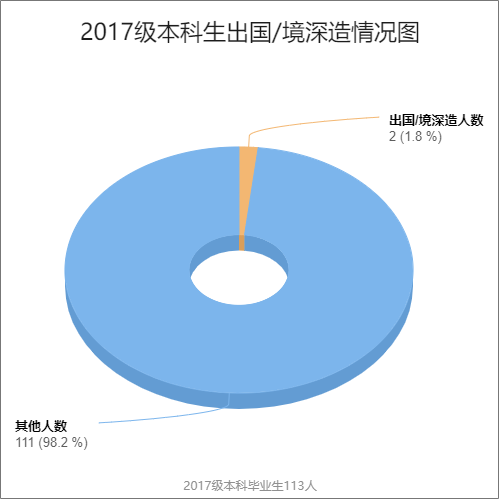 2017级本科生出国/境深造情况图
出国/境深造人数
2 (1.8 %)
其他人数
111 (98.2 %)
2017级本科毕业生113人